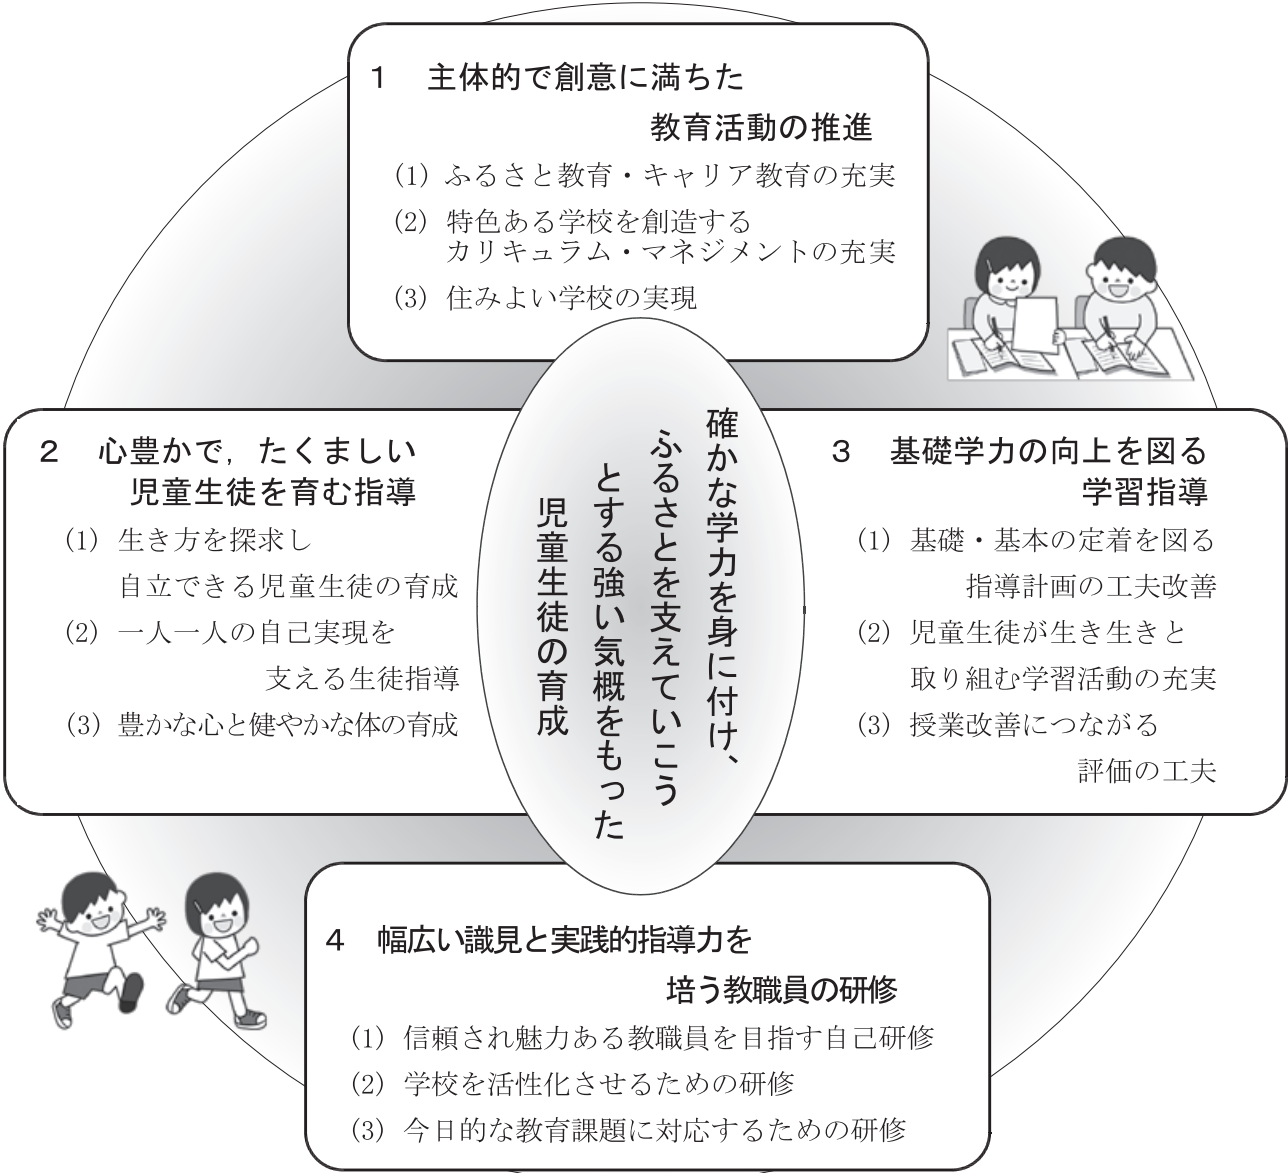 1 主体的で創意に満ちた
教育活動の推進
(1) ふるさと教育・キャリア教育の充実
(2) 特色ある学校を創造する
カリキュラム・マネジメントの充実
(3) 住みよい学校の実現
2 心豊かで，たくましい
児童生徒を育む指導
(1) 生き方を探求し
自立できる児童生徒の育成
(2) 一人一人の自己実現を
支える生徒指導
(3) 豊かな心と健やかな体の育成
確かな学力を身に付け、
ふるさとを支えていこう
とする強い気概をもった
児童生徒の育成
3 基礎学力の向上を図る
学習指導
(1) 基礎・基本の定着を図る
指導計画の工夫改善
(2) 児童生徒が生き生きと
取り組む学習活動の充実
(3) 授業改善につながる
評価の工夫
4 幅広い識見と実践的指導力を
培う教職員の研修
(1) 信頼され魅力ある教職員を目指す自己研修
(2) 学校を活性化させるための研修
(3) 今日的な教育課題に対応するための研修